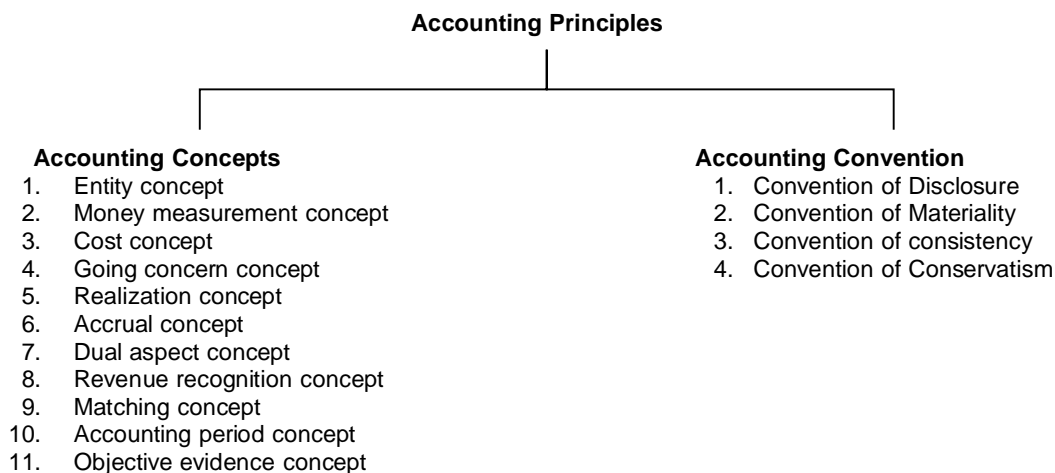 Accounting Principles
Accounting Concepts
1. Entity concept
2. Money measurement concept
3. Cost concept
4. Going concern concept
5. Realization concept
6. Accrual concept
7. Dual aspect concept
8. Revenue recognition concept
9. Matching concept
10. Accounting period concept
11. Objective evidence concept
Accounting Convention
1. Convention of Disclosure
2. Convention of Materiality
3. Convention of consistency
4. Convention of Conservatism